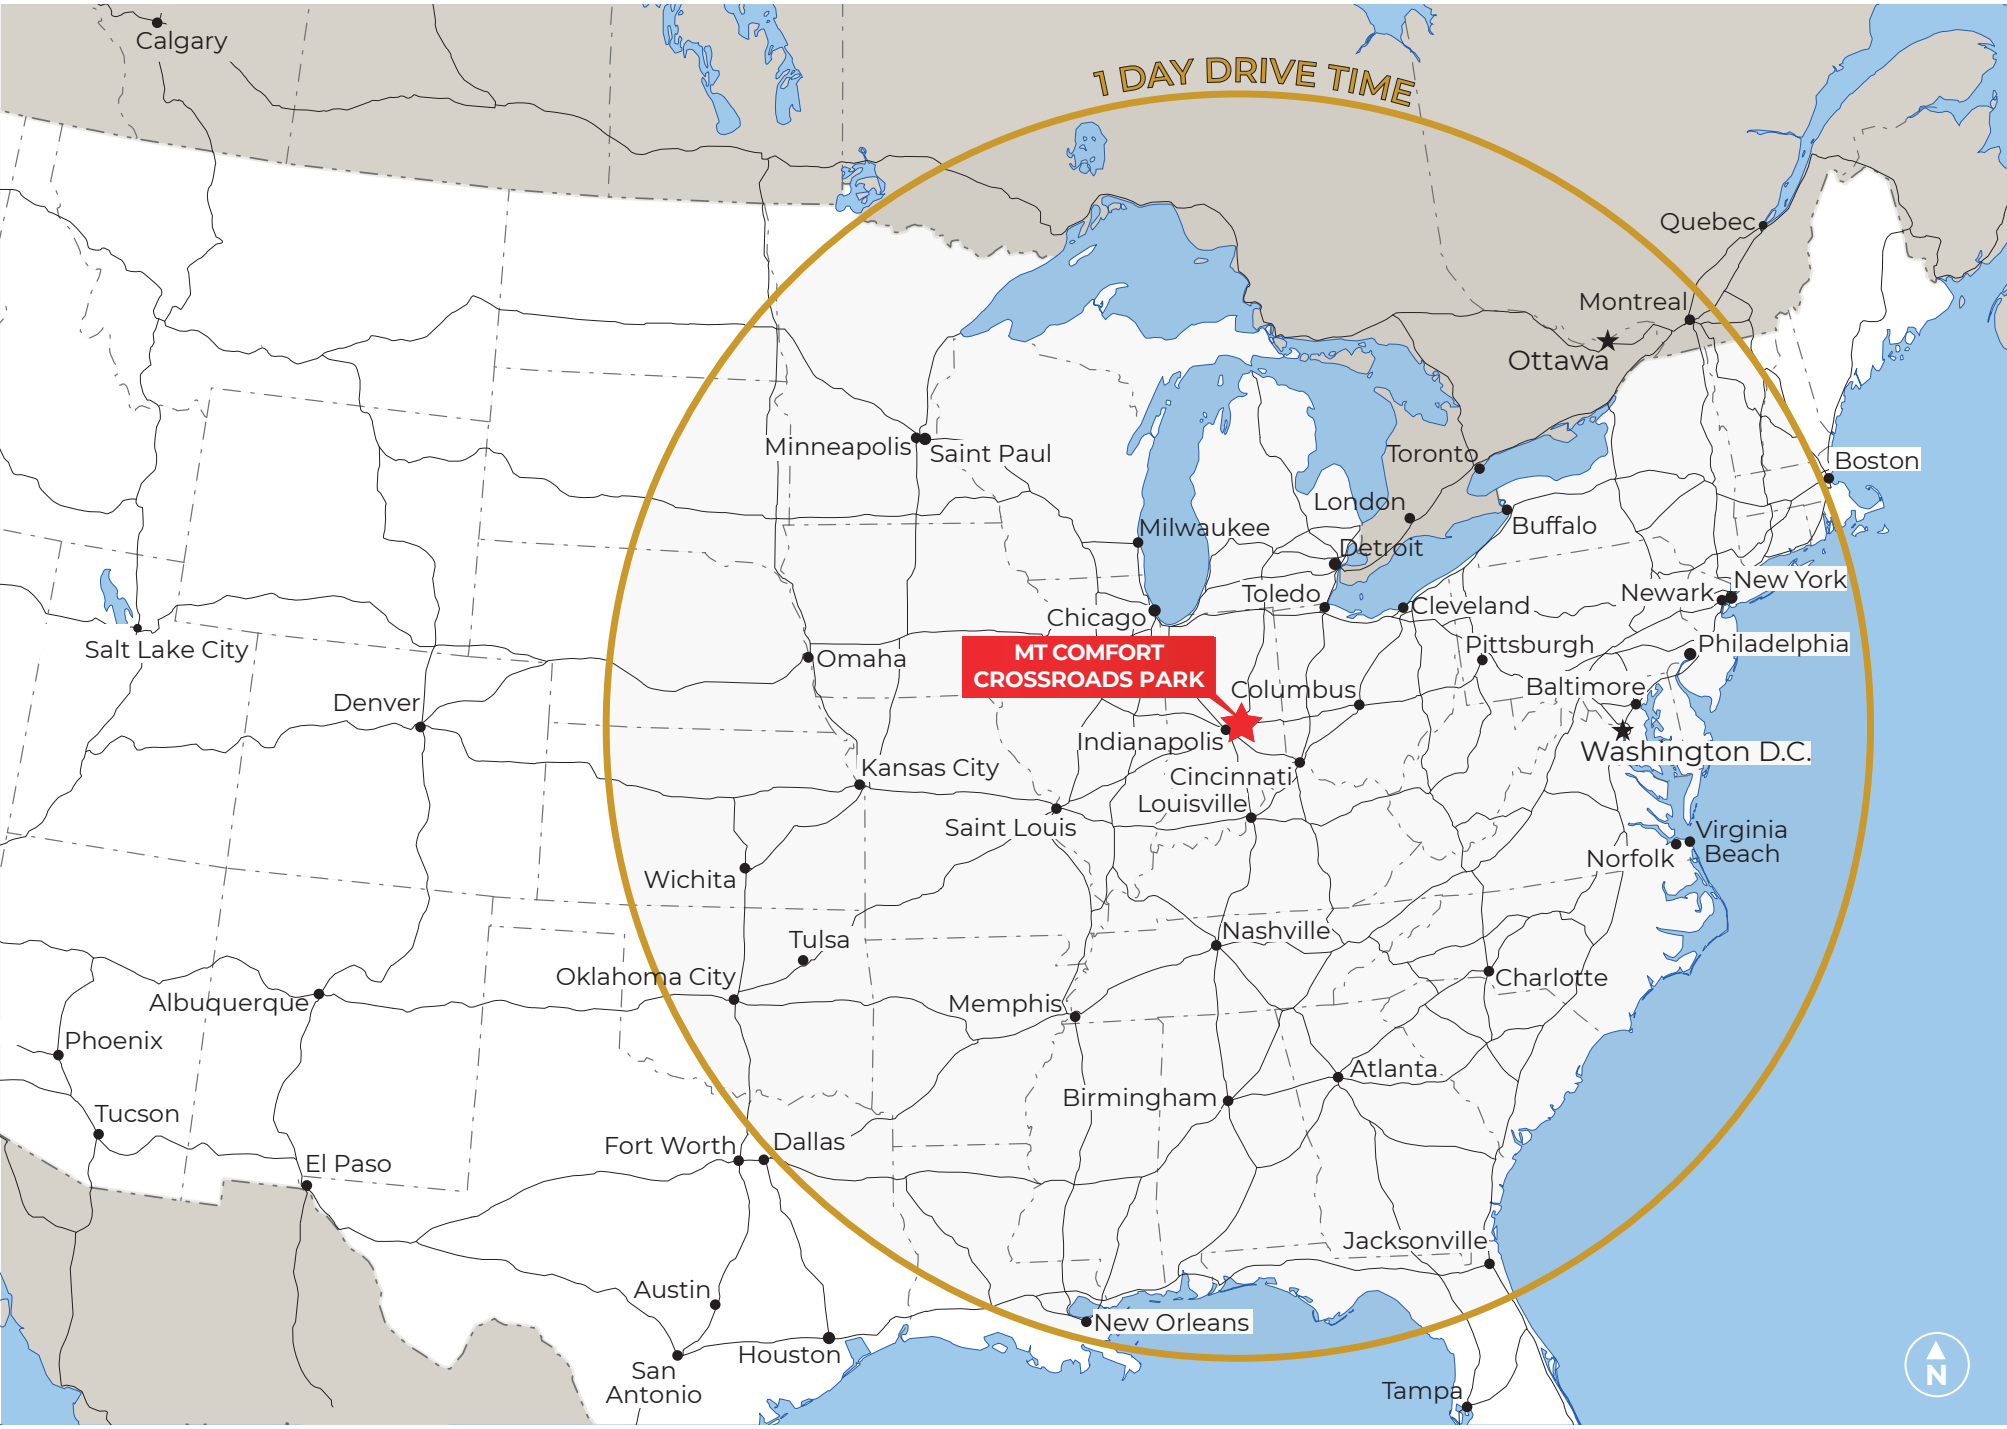 Calgary
1 DAY DRIVE TIME
Quebec
Montreal
Ottawa
Minneapolis
Saint Paul
Toronto
Boston
London
Buffalo
Milwaukee
Detroit
New York
Newark
Toledo
Cleveland
Chicago
Salt Lake City
Omaha
MT COMFORT
CROSSROADS PARK
Pittsburgh
Philadelphia
Columbus
Baltimore
Denver
Indianapolis
Washington D.C.
Kansas City
Cincinnati
Louisville
Saint Louis
Virginia
Beach
Norfolk
Wichita
Tulsa
Nashville
Oklahoma City
Charlotte
Albuquerque
Memphis
Phoenix
Atlanta
Birmingham
Tucson
Fort Worth
Dallas
El Paso
Jacksonville
Austin
New Orleans
Houston
San
Antonio
Tampa
N